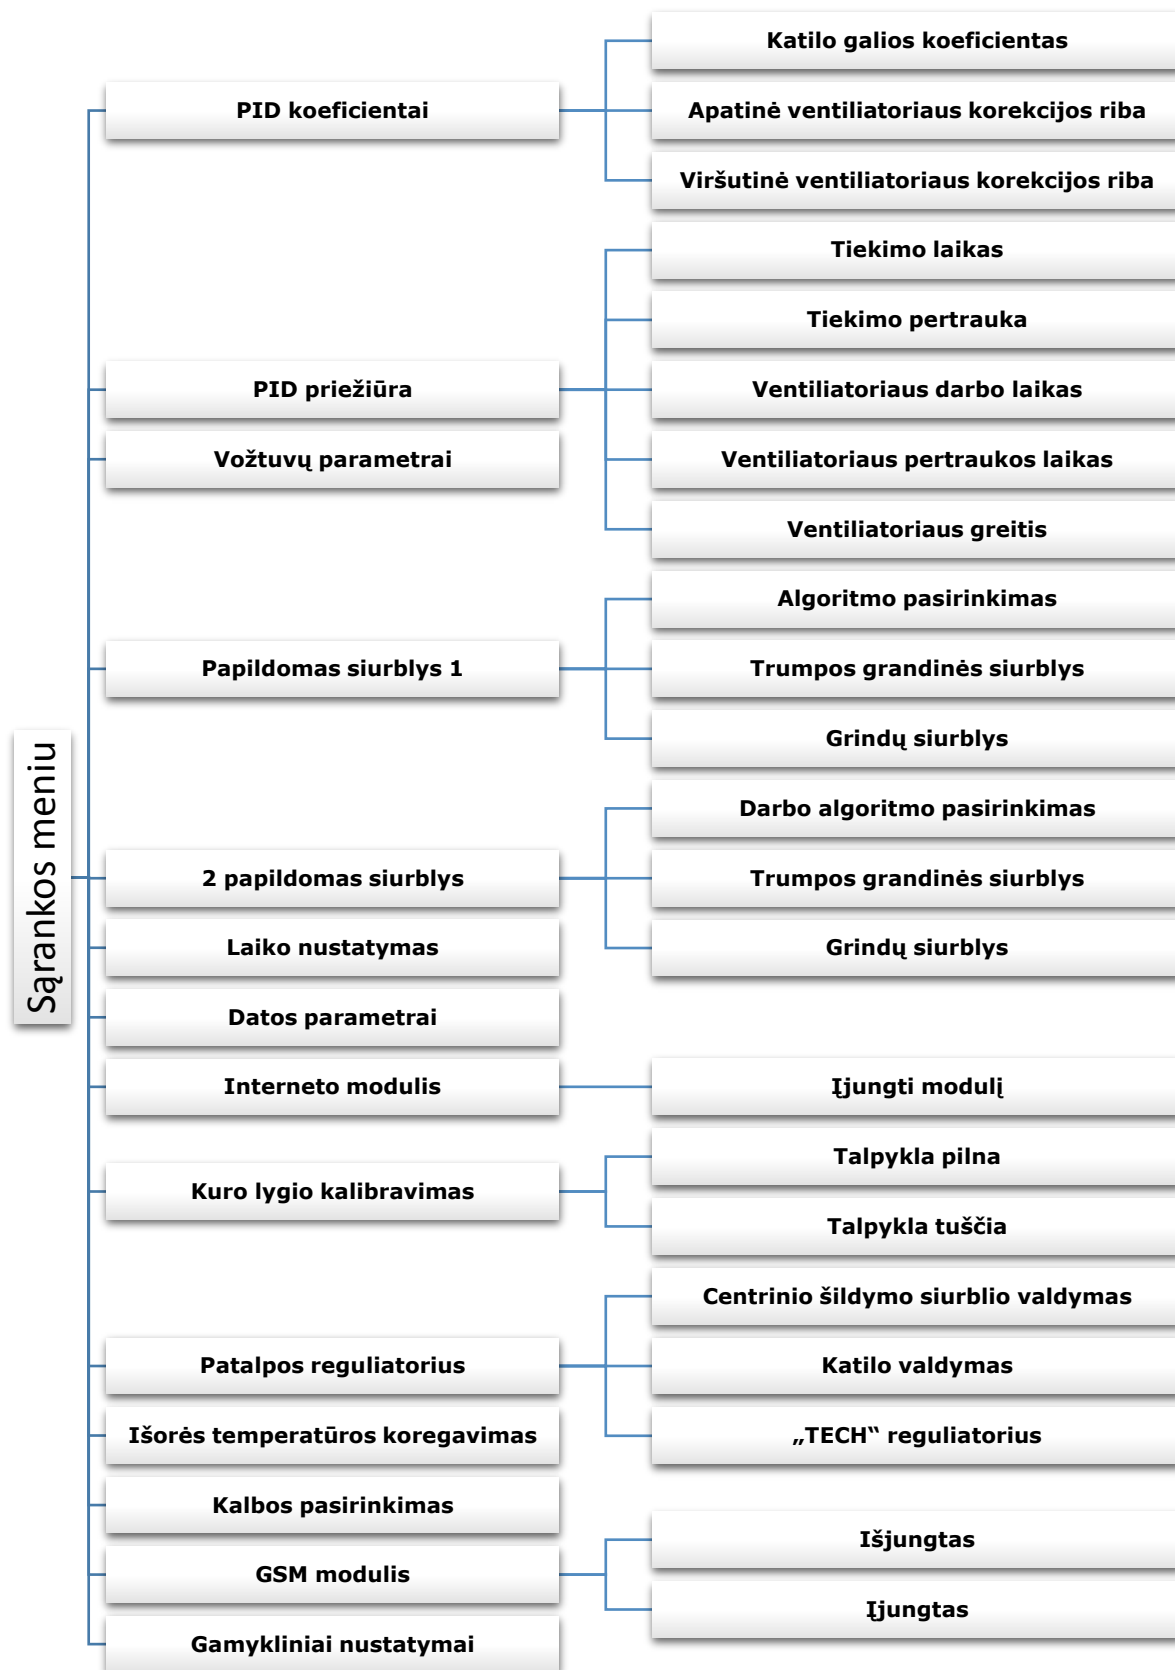 Sąrankos meniu
PID koeficientai
Katilo galios koeficientas
Apatinė ventiliatoriaus korekcijos riba
Viršutinė ventiliatoriaus korekcijos riba
PID priežiūra
Tiekimo laikas
Tiekimo pertrauka
Ventiliatoriaus darbo laikas
Ventiliatoriaus pertraukos laikas
Ventiliatoriaus greitis
Vožtuvų parametrai
Papildomas siurblys 1
Algoritmo pasirinkimas
Trumpos grandinės siurblys
Grindų siurblys
2 papildomas siurblys
Darbo algoritmo pasirinkimas
Trumpos grandinės siurblys
Grindų siurblys
Laiko nustatymas
Datos parametrai
Interneto modulis
Įjungti modulį
Kuro lygio kalibravimas
Talpykla pilna
Talpykla tuščia
Patalpos reguliatorius
Centrinio šildymo siurblio valdymas
Katilo valdymas
„TECH“ reguliatorius
Išorės temperatūros koregavimas
Kalbos pasirinkimas
GSM modulis
Išjungtas
Įjungtas
Gamykliniai nustatymai